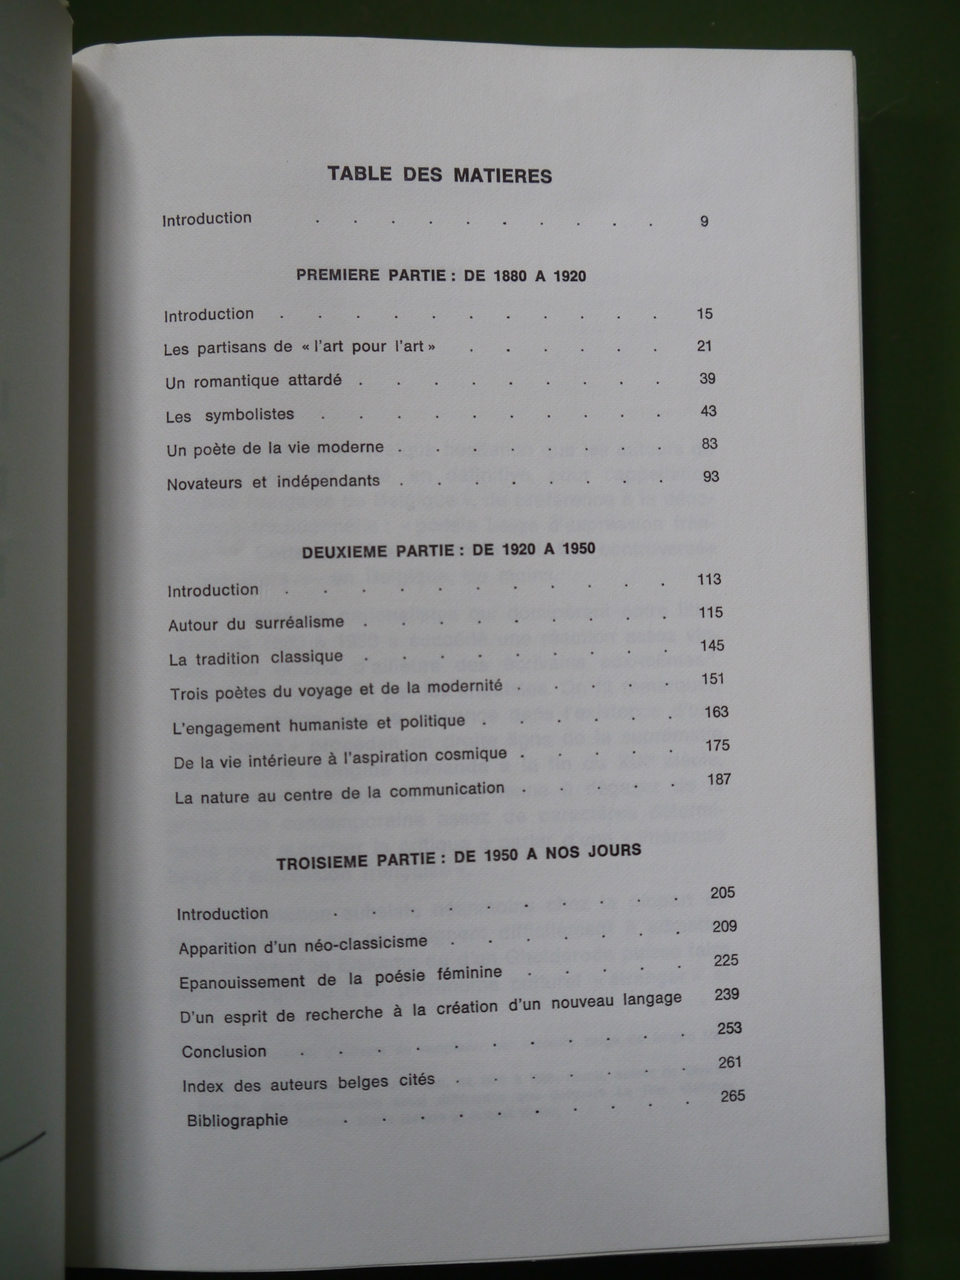 TABLE DES MATIERES
Introduction . . . . . . . . . . 9
PREMIERE PARTIE : DE 1880 A 1920
Introduction . . . . . . . . . . . 15
Les partisans de « l'art pour l'art » . . . . . . 21
Un romantique attardé . . . . . . . . . 39
Les symbolistes . . . . . . . . . . 43
Un poète de la vie moderne . . . . . . . . 83
Novateurs et indépendants . . . . . . . . 93
DEUXIEME PARTIE : DE 1920 A 1950
Introduction . . . . . . . . . . . 113
Autour du surréalisme . . . . . . . . . 115
La tradition classique . . . . . . . . . 145
Trois poètes du voyage et de la modernité . . . . . 151
L'engagement humaniste et politique . . . . . . 163
De la vie intérieure à l'aspiration cosmique . . . . . 175
La nature au centre de la communication . . . . . 187
TROISIEME PARTIE : DE 1950 A NOS JOURS
Introduction . . . . . . . . . . 205
Apparition d'un néo-classicisme . . . . . . . 209
Epanouissement de la poésie féminine . . . . . 225
D'un esprit de recherche à la création d'un nouveau langage 239
Conclusion . . . . . . . . . . 253
Index des auteurs belges cités . . . . . . . 261
Bibliographie . . . . . . . . . . 265